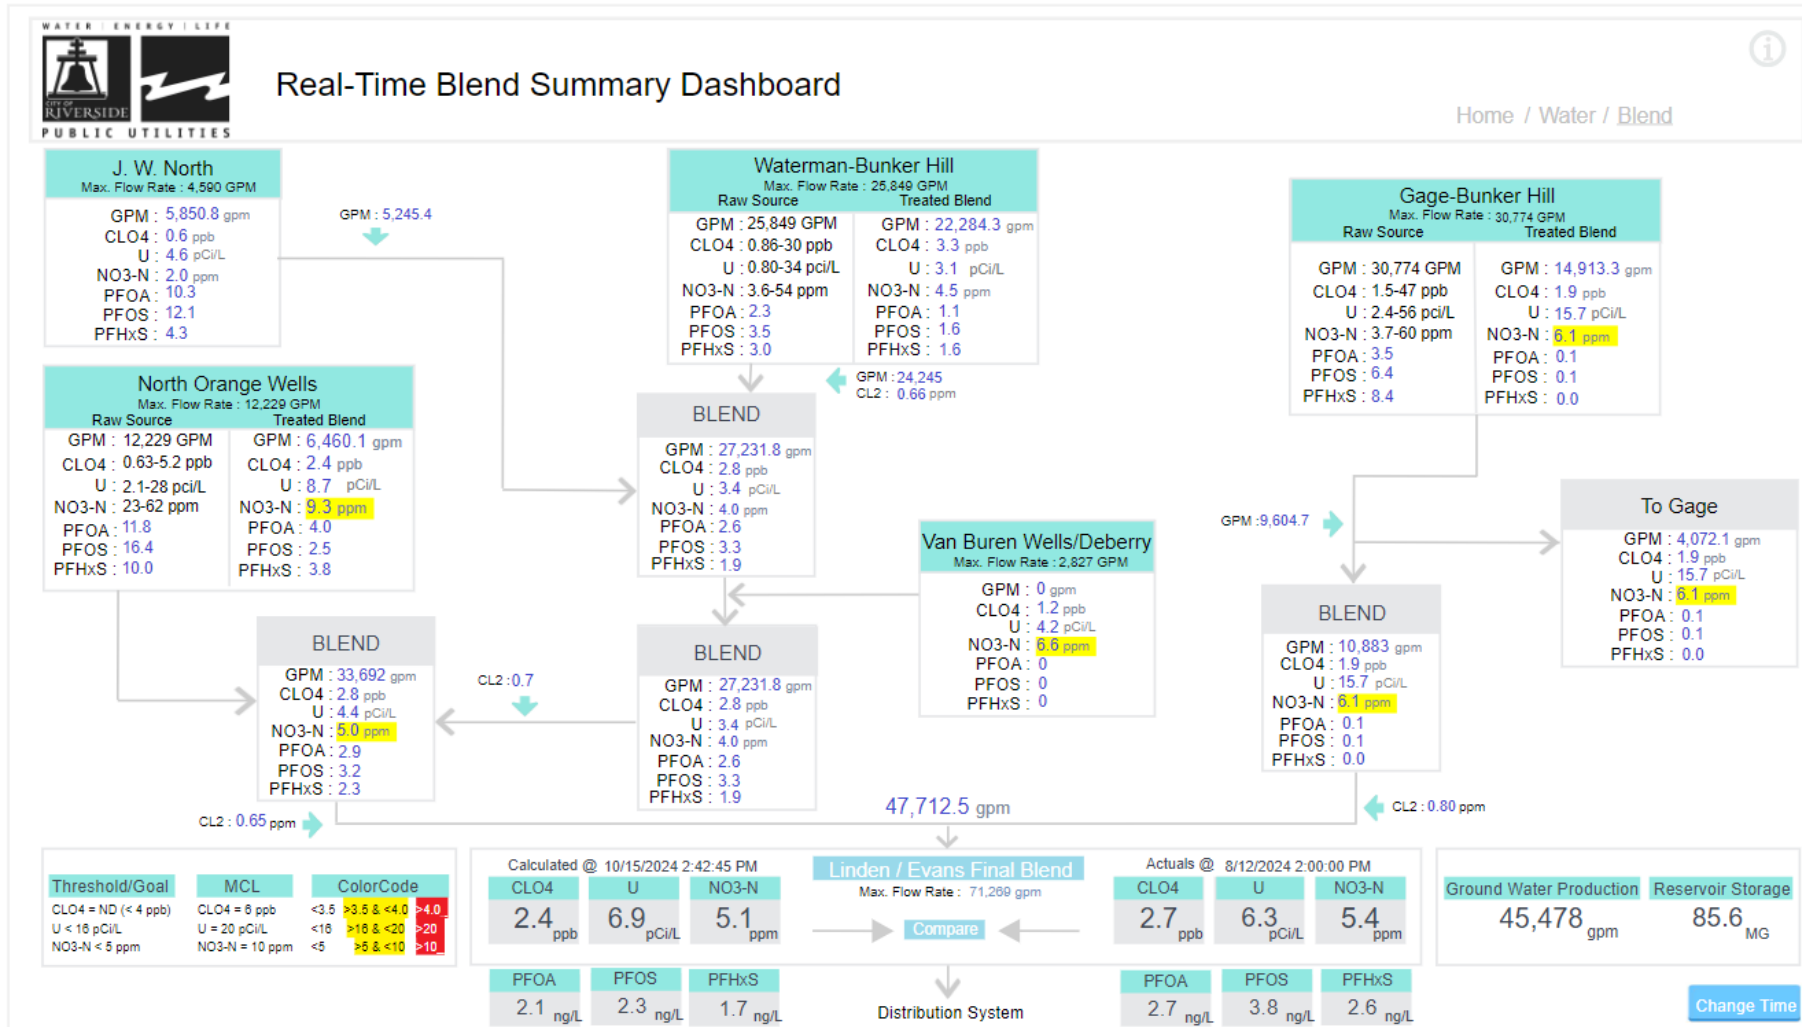 WATER | ENERGY | LIFE
CITY OF
RIVERSIDE
PUBLIC UTILITIES
Real-Time Blend Summary Dashboard
Home / Water / Blend
J. W. North
Max. Flow Rate : 4,590 GPM
GPM : 5,850.8 gpm
CLO4 : 0.6 ppb
U : 4.6 pCi/L
NO3-N : 2.0 ppm
PFOA : 10.3
PFOS : 12.1
PFHxS : 4.3
GPM : 5,245.4
Waterman-Bunker Hill
Max. Flow Rate : 25,849 GPM
Raw Source
GPM : 25,849 GPM
CLO4 : 0.86-30 ppb
U : 0.80-34 pci/L
NO3-N : 3.6-54 ppm
PFOA : 2.3
PFOS : 3.5
PFHxS : 3.0
Treated Blend
GPM : 22,284.3 gpm
CLO4 : 3.3 ppb
U : 3.1 pCi/L
NO3-N : 4.5 ppm
PFOA : 1.1
PFOS : 1.6
PFHxS : 1.6
GPM : 24,245
CL2 : 0.66 ppm
Gage-Bunker Hill
Max. Flow Rate : 30,774 GPM
Raw Source
GPM : 30,774 GPM
CLO4 : 1.5-47 ppb
U : 2.4-56 pci/L
NO3-N : 3.7-60 ppm
PFOA : 3.5
PFOS : 6.4
PFHxS : 8.4
Treated Blend
GPM : 14,913.3 gpm
CLO4 : 1.9 ppb
U : 15.7 pCi/L
NO3-N : 6.1 ppm
PFOA : 0.1
PFOS : 0.1
PFHxS : 0.0
North Orange Wells
Max. Flow Rate : 12,229 GPM
Raw Source
GPM : 12,229 GPM
CLO4 : 0.63-5.2 ppb
U : 2.1-28 pci/L
NO3-N : 23-62 ppm
PFOA : 11.8
PFOS : 16.4
PFHxS : 10.0
Treated Blend
GPM : 6,460.1 gpm
CLO4 : 2.4 ppb
U : 8.7 pCi/L
NO3-N : 9.3 ppm
PFOA : 4.0
PFOS : 2.5
PFHxS : 3.8
BLEND
GPM : 27,231.8 gpm
CLO4 : 2.8 ppb
U : 3.4 pCi/L
NO3-N : 4.0 ppm
PFOA : 2.6
PFOS : 3.3
PFHxS : 1.9
Van Buren Wells/Deberry
Max. Flow Rate : 2,827 GPM
GPM : 0 gpm
CLO4 : 1.2 ppb
U : 4.2 pCi/L
NO3-N : 6.6 ppm
PFOA : 0
PFOS : 0
PFHxS : 0
GPM :9,604.7
To Gage
GPM : 4,072.1 gpm
CLO4 : 1.9 ppb
U : 15.7 pCi/L
NO3-N : 6.1 ppm
PFOA : 0.1
PFOS : 0.1
PFHxS : 0.0
BLEND
GPM : 33,692 gpm
CLO4 : 2.8 ppb
U : 4.4 pCi/L
NO3-N : 5.0 ppm
PFOA : 2.9
PFOS : 3.2
PFHxS : 2.3
CL2 :0.7
BLEND
GPM : 27,231.8 gpm
CLO4 : 2.8 ppb
U : 3.4 pCi/L
NO3-N : 4.0 ppm
PFOA : 2.6
PFOS : 3.3
PFHxS : 1.9
BLEND
GPM : 10,883 gpm
CLO4 : 1.9 ppb
U : 15.7 pCi/L
NO3-N : 6.1 ppm
PFOA : 0.1
PFOS : 0.1
PFHxS : 0.0
CL2 : 0.65 ppm
47,712.5 gpm
CL2 : 0.80 ppm
Threshold/Goal MCL ColorCode
CLO4 = ND (< 4 ppb) CLO4 = 6 ppb <3.5 >3.5 & <4.0 >4.0
U < 16 pCi/L U = 20 pCi/L <16 >16 & <20 >20
NO3-N < 5 ppm NO3-N = 10 ppm <5 >5 & <10 >10
Calculated @ 10/15/2024 2:42:45 PM
CLO4 U NO3-N
2.4 ppb 6.9 pCi/L 5.1 ppm
PFOA PFOS PFHxS
2.1 ng/L 2.3 ng/L 1.7 ng/L
Linden / Evans Final Blend
Max. Flow Rate : 71,269 gpm
Compare
Distribution System
Actuals @ 8/12/2024 2:00:00 PM
CLO4 U NO3-N
2.7 ppb 6.3 pCi/L 5.4 ppm
PFOA PFOS PFHxS
2.7 ng/L 3.8 ng/L 2.6 ng/L
Ground Water Production Reservoir Storage
45,478 gpm 85.6 MG
Change Time